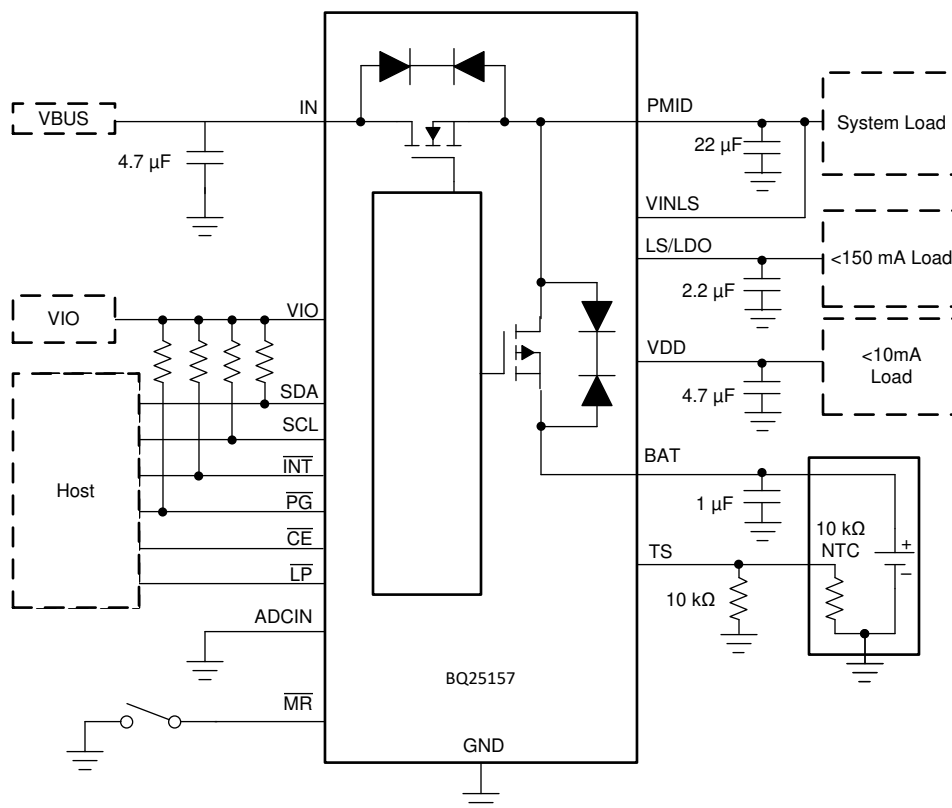 IN
PMID
VBUS
System Load
4.7 µF
22 µF
VINLS
LS/LDO
<150 mA Load
2.2 µF
VIO
VIO
VDD
<10mA
Load
4.7 µF
SDA
SCL
INT
PG
CE
LP
Host
BAT
1 µF
10 kΩ
NTC
+
–
TS
10 kΩ
ADCIN
BQ25157
MR
GND